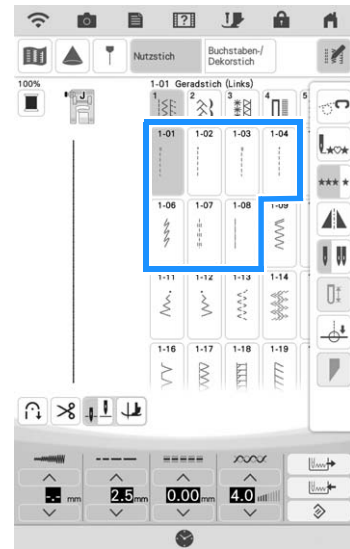 Nutzstich
Buchstaben-/
Dekorstich
100%
J
1-01 Geradstich (Links)
1 2 3 4 5
1-01 1-02 1-03 1-04
1-06 1-07 1-08 1-09
1-11 1-12 1-13 1-14
1-16 1-17 1-18 1-19
-.- mm 2.5 mm 0.00 mm 4.0